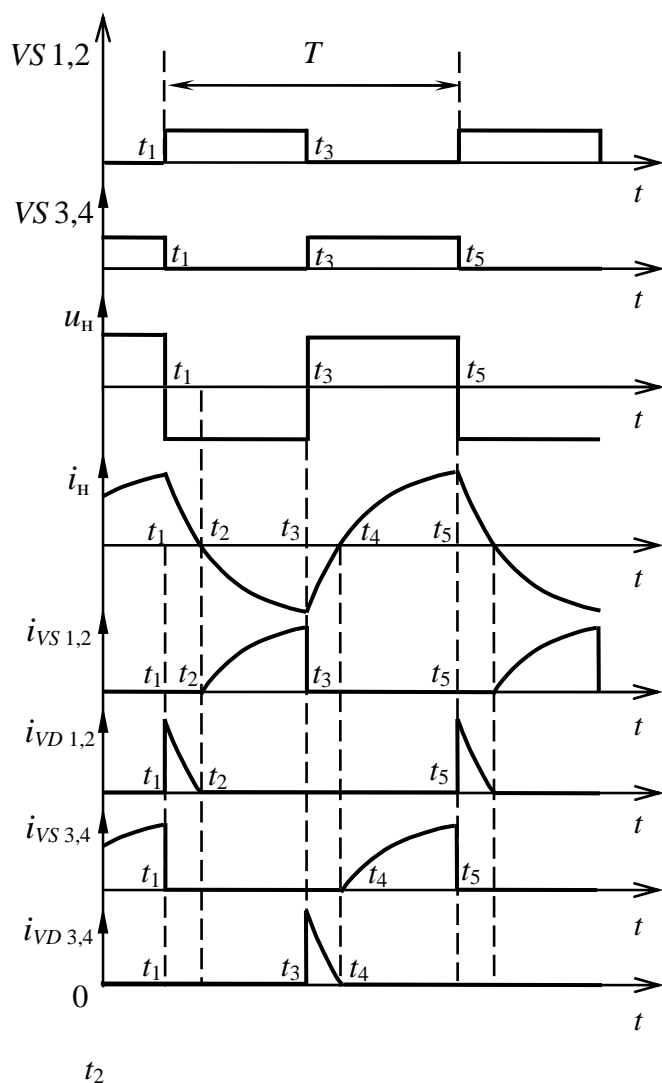 VS 1,2
T
t₁
t₃
t
VS 3,4
t₁
t₃
t₅
t
uн
t₁
t₃
t₅
t
iн
t₁
t₂
t₃
t₄
t₅
t
iVS 1,2
t₁
t₂
t₃
t₅
t
iVD 1,2
t₁
t₂
t₅
t
iVS 3,4
t₁
t₄
t₅
t
iVD 3,4
t₁
t₃
t₄
0
t
t₂